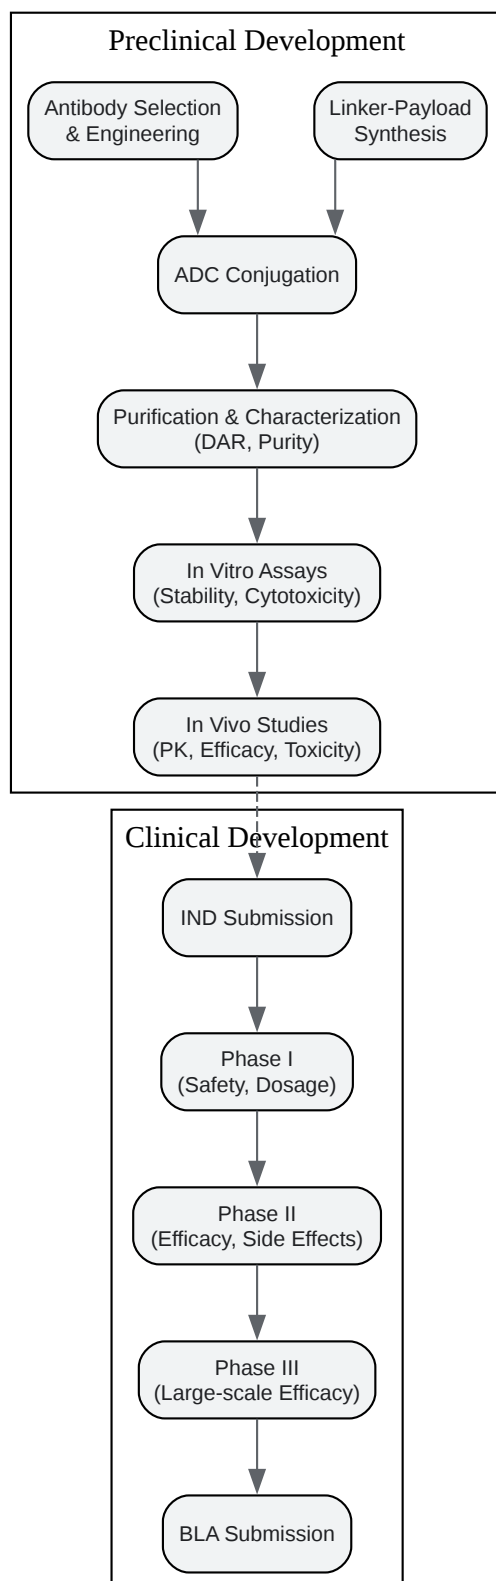 Preclinical Development
Antibody Selection
& Engineering
Linker-Payload
Synthesis
ADC Conjugation
Purification & Characterization
(DAR, Purity)
In Vitro Assays
(Stability, Cytotoxicity)
In Vivo Studies
(PK, Efficacy, Toxicity)
Clinical Development
IND Submission
Phase I
(Safety, Dosage)
Phase II
(Efficacy, Side Effects)
Phase III
(Large-scale Efficacy)
BLA Submission